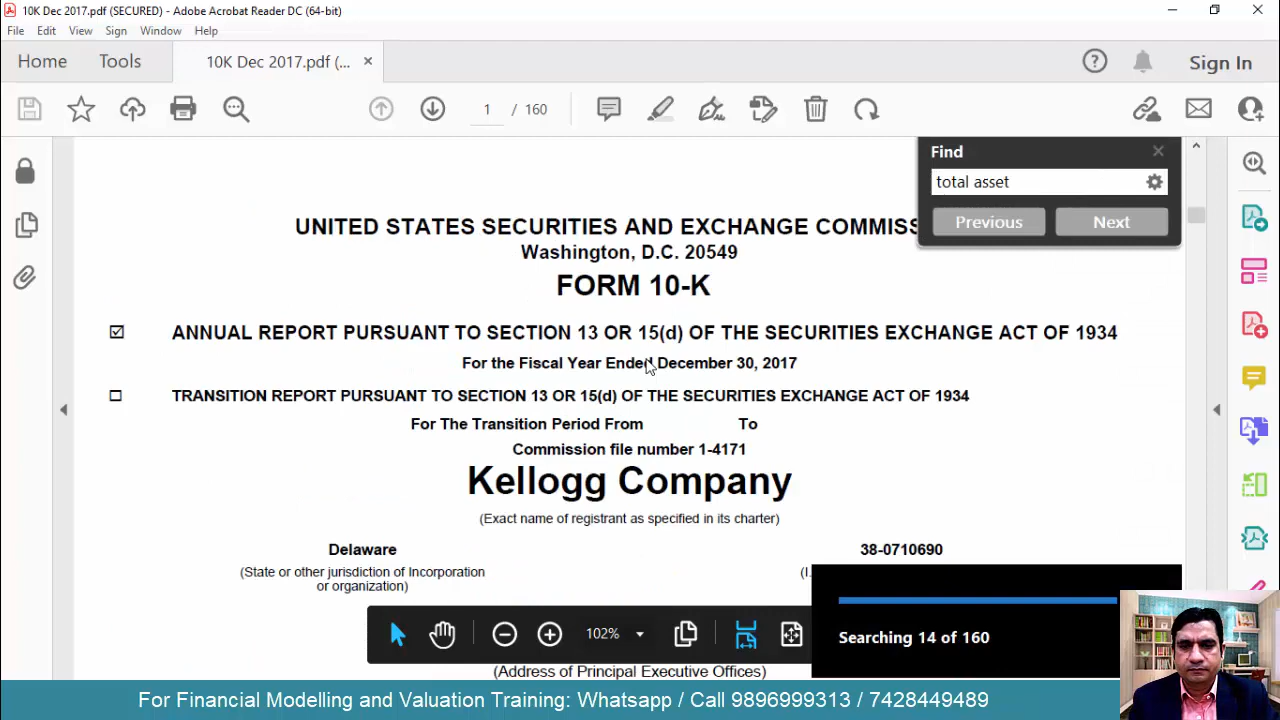 10K Dec 2017.pdf (SECURED) - Adobe Acrobat Reader DC (64-bit)
File Edit View Sign Window Help
Home Tools 10K Dec 2017.pdf (... × Sign In
1 / 160
Find
total asset
Previous Next
UNITED STATES SECURITIES AND EXCHANGE COMMISS
Washington, D.C. 20549
FORM 10-K
☑ ANNUAL REPORT PURSUANT TO SECTION 13 OR 15(d) OF THE SECURITIES EXCHANGE ACT OF 1934
For the Fiscal Year Ended December 30, 2017
☐ TRANSITION REPORT PURSUANT TO SECTION 13 OR 15(d) OF THE SECURITIES EXCHANGE ACT OF 1934
For The Transition Period From To
Commission file number 1-4171
Kellogg Company
(Exact name of registrant as specified in its charter)
Delaware 38-0710690
(State or other jurisdiction of Incorporation (I.
or organization)
102%
Searching 14 of 160
(Address of Principal Executive Offices)
For Financial Modelling and Valuation Training: Whatsapp / Call 9896999313 / 7428449489